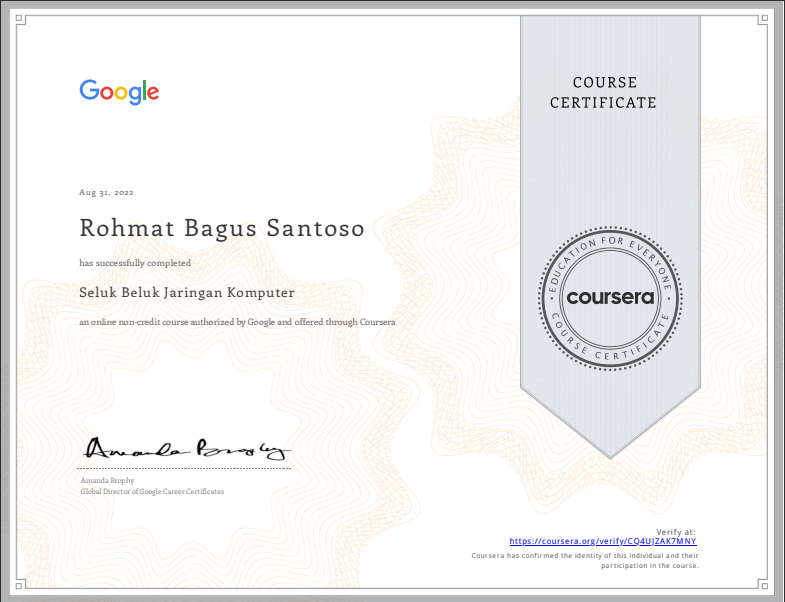 Google
COURSE
CERTIFICATE
Aug 31, 2022
Rohmat Bagus Santoso
has successfully completed
Seluk Beluk Jaringan Komputer
an online non-credit course authorized by Google and offered through Coursera
EDUCATION FOR EVERYONE
coursera
COURSE CERTIFICATE
Amanda Brophy
Amanda Brophy
Global Director of Google Career Certificates
Verify at:
https://coursera.org/verify/CQ4UJZAK7MNY
Coursera has confirmed the identity of this individual and their
participation in the course.